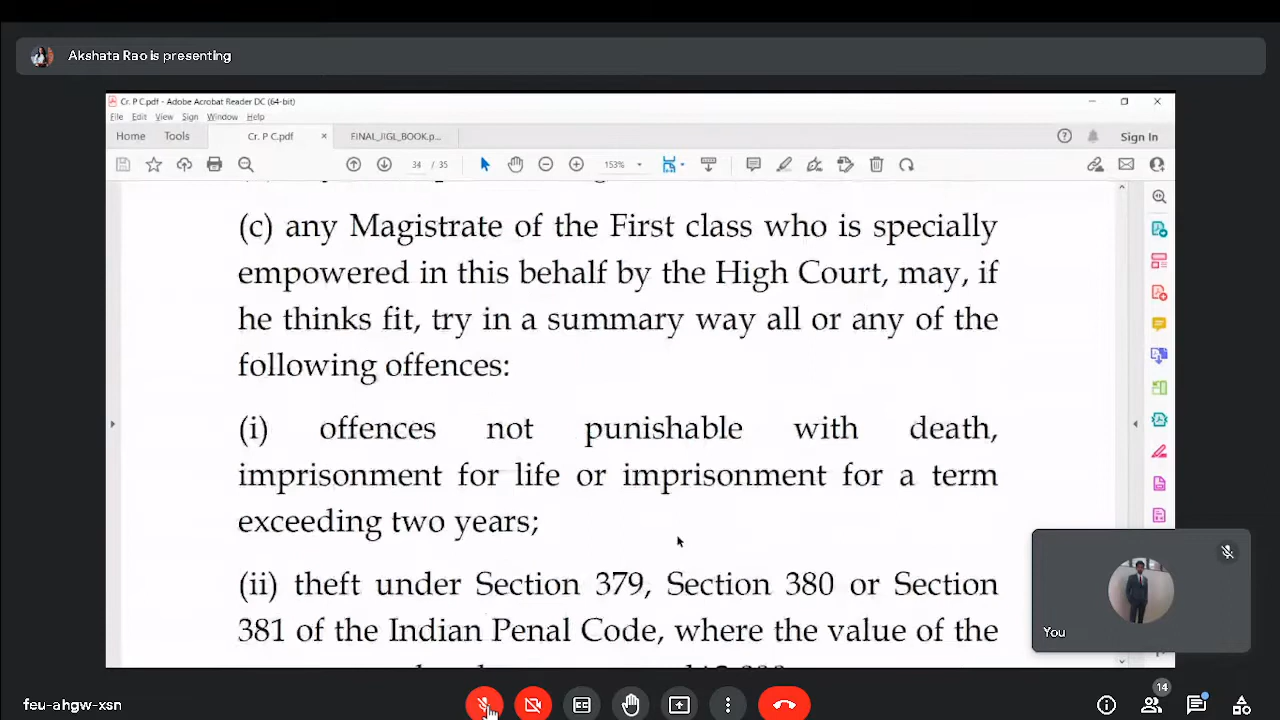 Akshata Rao is presenting
Cr. P C.pdf - Adobe Acrobat Reader DC (64-bit)
File Edit View Sign Window Help
Home Tools Cr. P C.pdf × FINAL_IIGL_BOOK.p... Sign In
34 / 35 153%
(c) any Magistrate of the First class who is specially
empowered in this behalf by the High Court, may, if
he thinks fit, try in a summary way all or any of the
following offences:
(i) offences not punishable with death,
imprisonment for life or imprisonment for a term
exceeding two years;
(ii) theft under Section 379, Section 380 or Section
381 of the Indian Penal Code, where the value of the
You
feu-ahgw-xsn
14